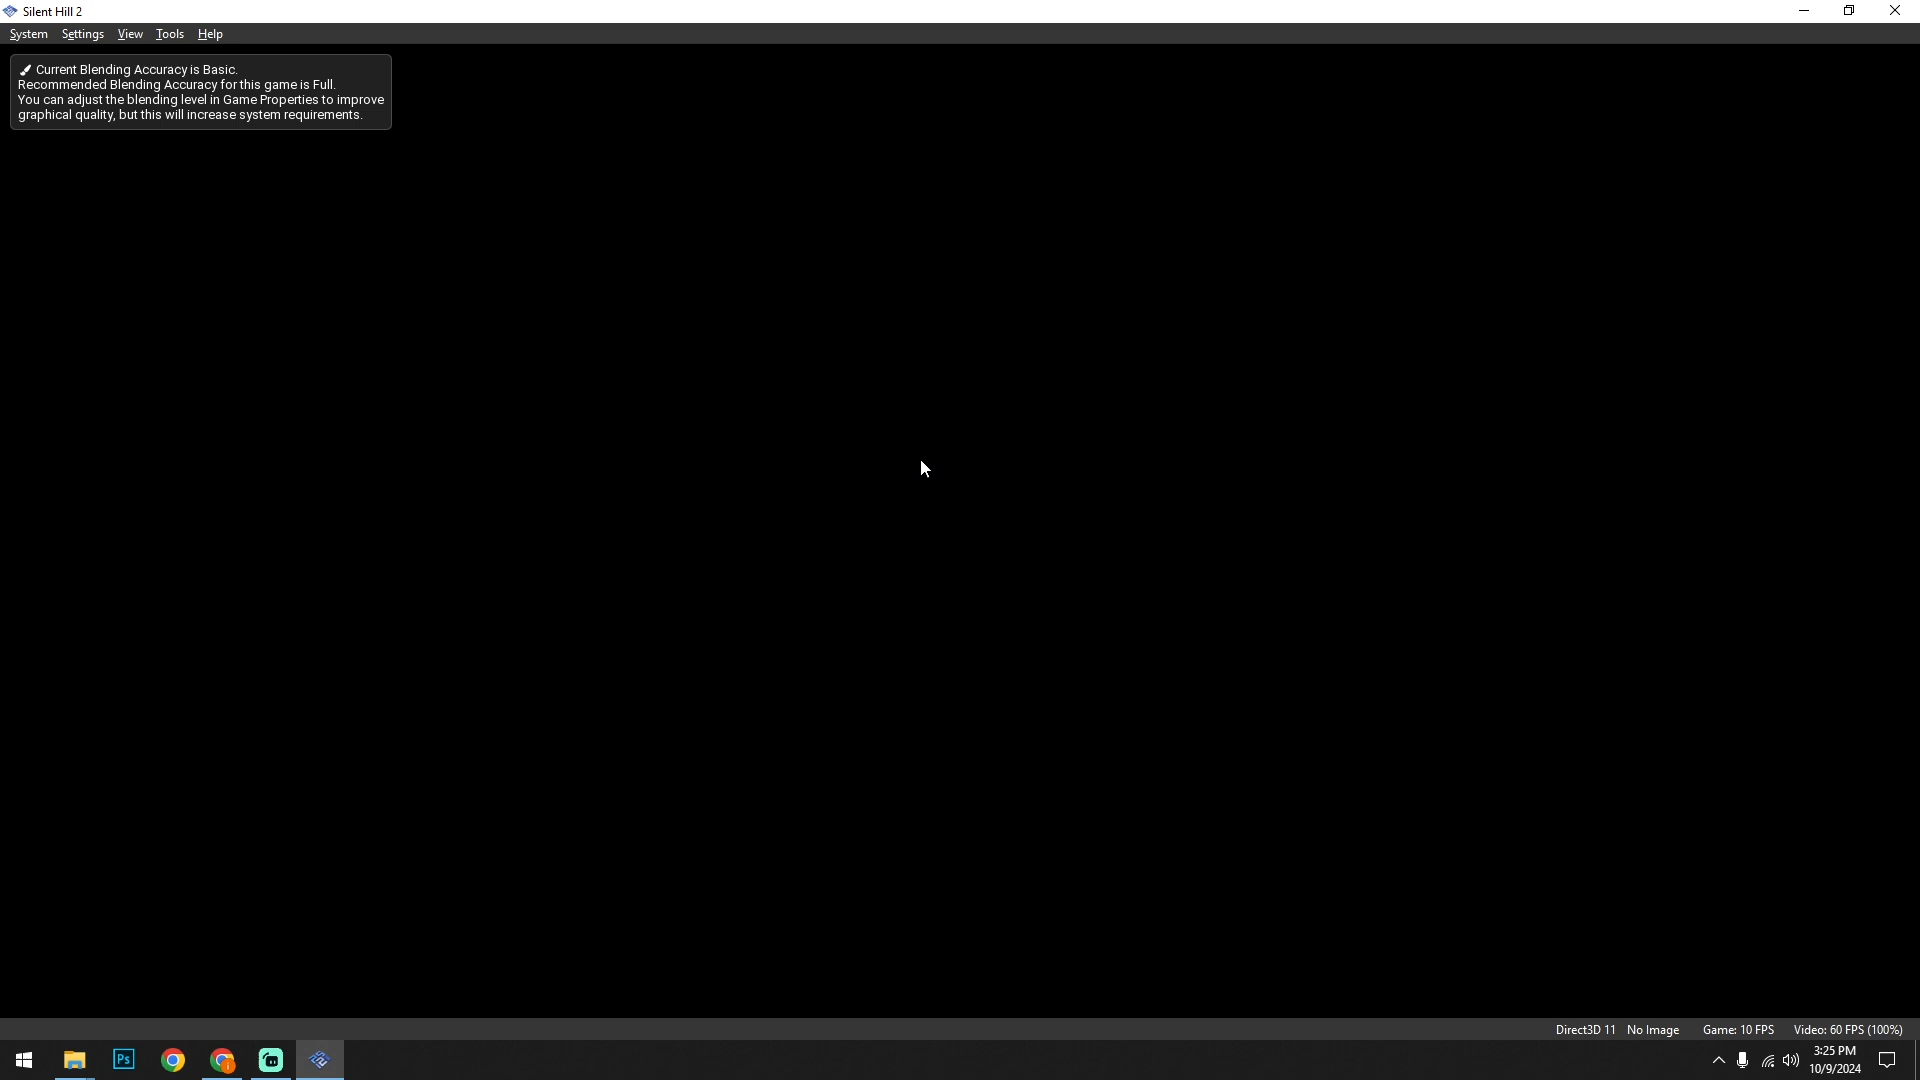 Silent Hill 2
System Settings View Tools Help
Current Blending Accuracy is Basic.
Recommended Blending Accuracy for this game is Full.
You can adjust the blending level in Game Properties to improve
graphical quality, but this will increase system requirements.
Direct3D 11 No Image Game: 10 FPS Video: 60 FPS (100%)
Ps
3:25 PM
10/9/2024